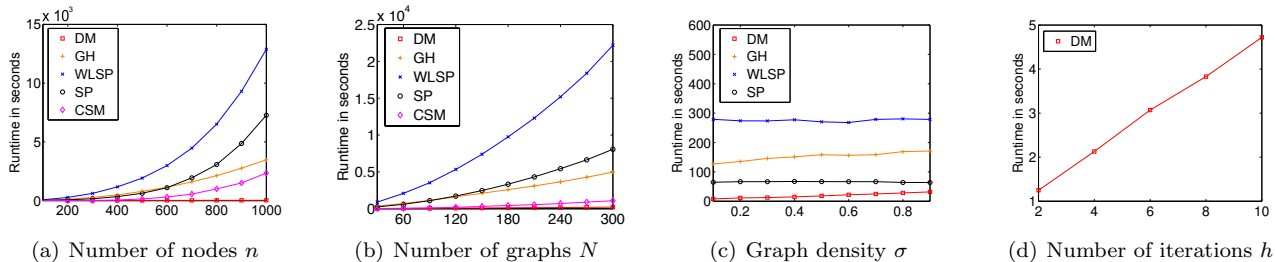 x 10³
15
10
5
0
Runtime in seconds
DM
GH
WLSP
SP
CSM
200 400 600 800 1000
(a) Number of nodes n
x 10⁴
2.5
2
1.5
1
0.5
0
Runtime in seconds
DM
GH
WLSP
SP
CSM
60 120 180 240 300
(b) Number of graphs N
600
500
400
300
200
100
0
Runtime in seconds
DM
GH
WLSP
SP
0.2 0.4 0.6 0.8
(c) Graph density σ
5
4
3
2
1
Runtime in seconds
DM
2 4 6 8 10
(d) Number of iterations h